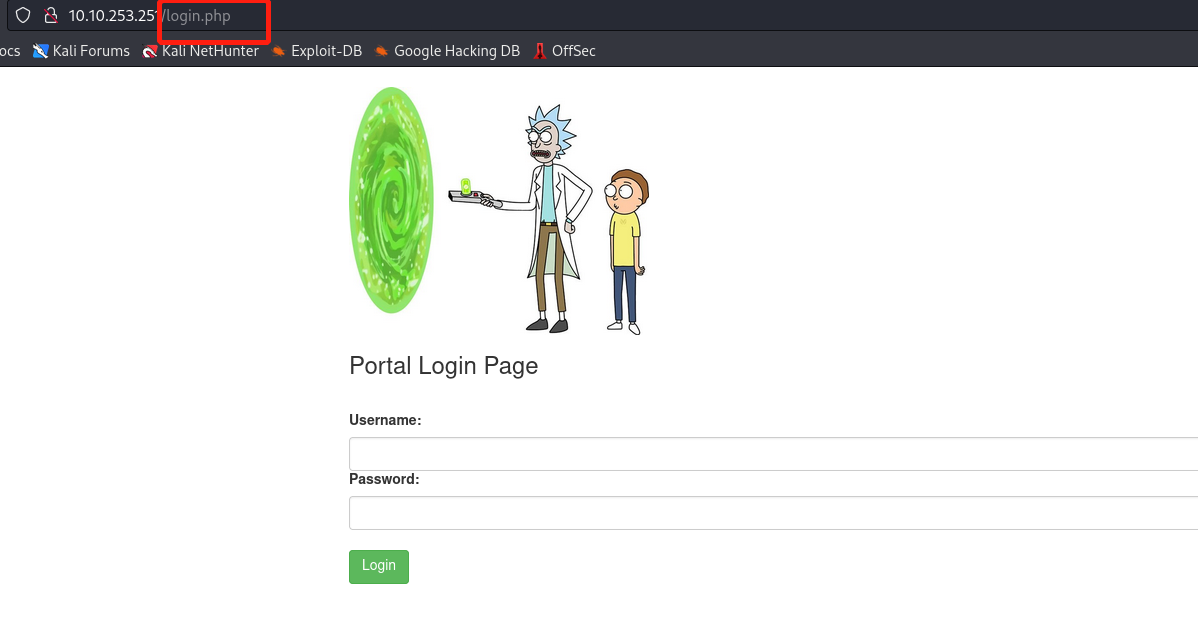 10.10.253.251/login.php
ocs Kali Forums Kali NetHunter Exploit-DB Google Hacking DB OffSec
Portal Login Page
Username:
Password:
Login